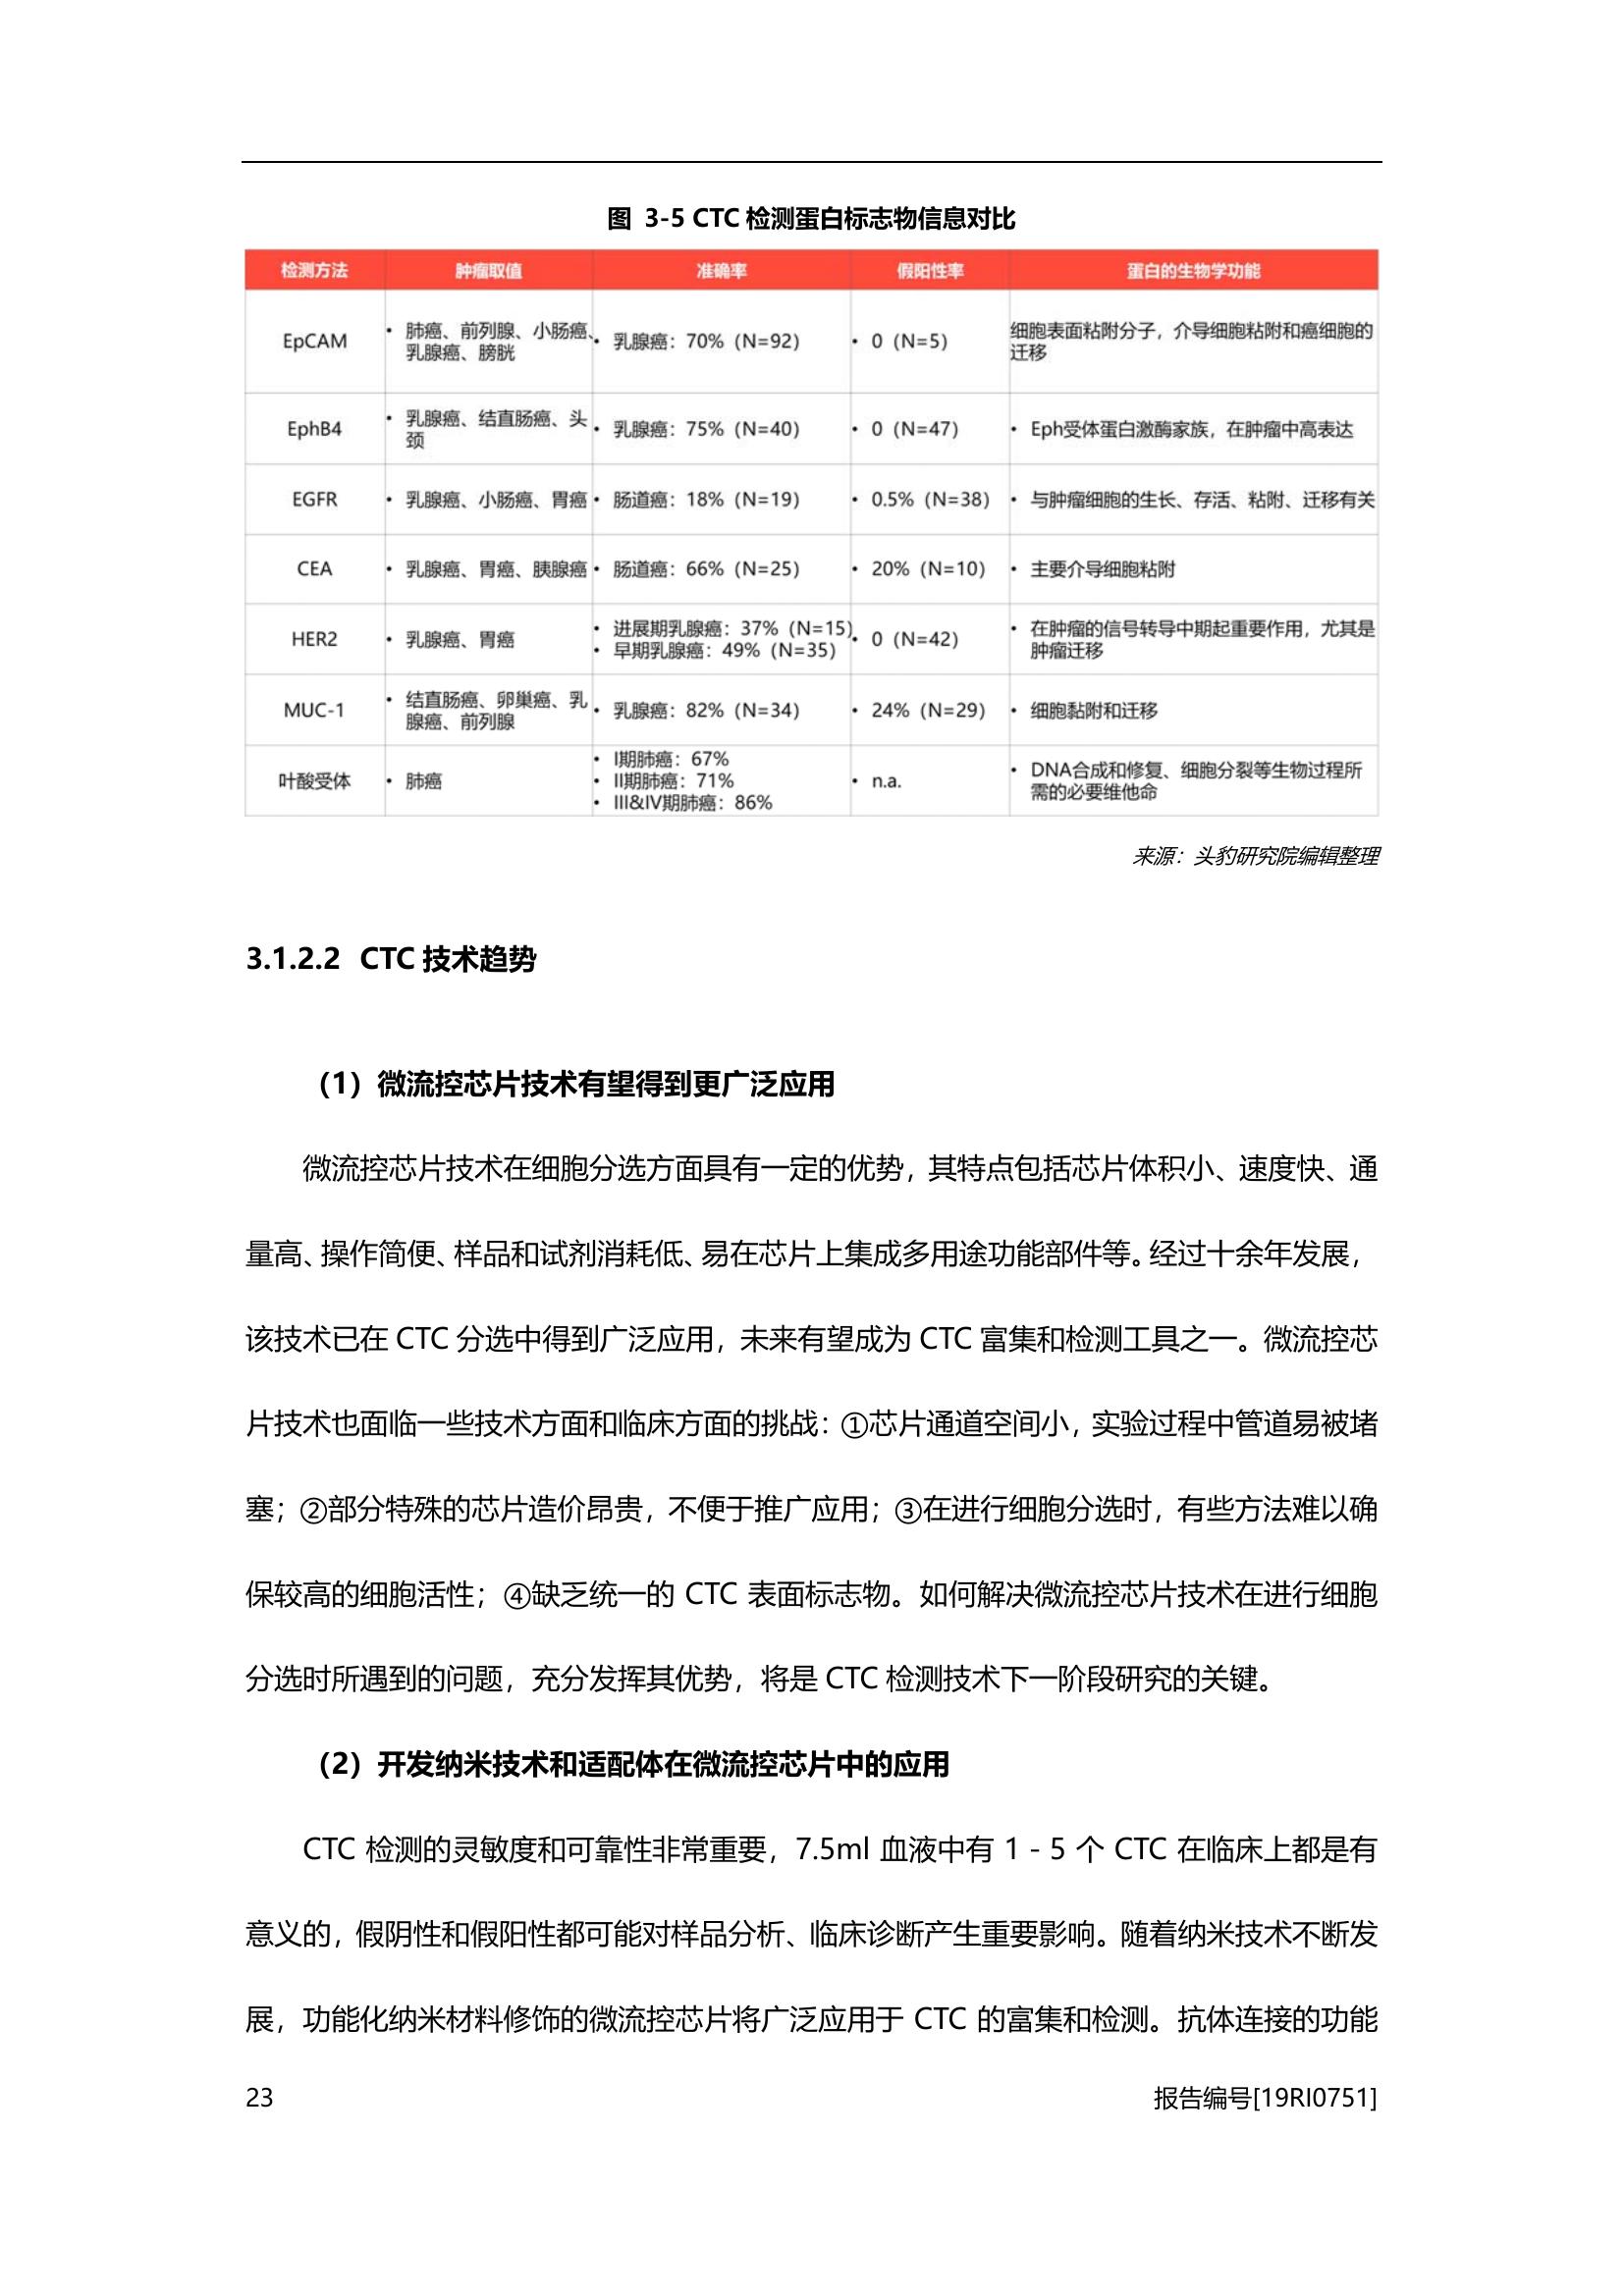 图 3-5 CTC 检测蛋白标志物信息对比
检测方法 肿瘤取值 准确率 假阳性率 蛋白的生物学功能
EpCAM
• 肺癌、前列腺、小肠癌、
乳腺癌、膀胱
• 乳腺癌：70%（N=92）
• 0（N=5）
细胞表面粘附分子，介导细胞粘附和癌细胞的
迁移
EphB4
• 乳腺癌、结直肠癌、头
颈
• 乳腺癌：75%（N=40）
• 0（N=47）
• Eph受体蛋白激酶家族，在肿瘤中高表达
EGFR
• 乳腺癌、小肠癌、胃癌
• 肠道癌：18%（N=19）
• 0.5%（N=38）
• 与肿瘤细胞的生长、存活、粘附、迁移有关
CEA
• 乳腺癌、胃癌、胰腺癌
• 肠道癌：66%（N=25）
• 20%（N=10）
• 主要介导细胞粘附
HER2
• 乳腺癌、胃癌
• 进展期乳腺癌：37%（N=15）
• 早期乳腺癌：49%（N=35）
• 0（N=42）
• 在肿瘤的信号转导中期起重要作用，尤其是
肿瘤迁移
MUC-1
• 结直肠癌、卵巢癌、乳
腺癌、前列腺
• 乳腺癌：82%（N=34）
• 24%（N=29）
• 细胞黏附和迁移
叶酸受体
• 肺癌
• I期肺癌：67%
• II期肺癌：71%
• III&IV期肺癌：86%
• n.a.
• DNA合成和修复、细胞分裂等生物过程所
需的必要维他命
来源：头豹研究院编辑整理
3.1.2.2 CTC 技术趋势
（1）微流控芯片技术有望得到更广泛应用
微流控芯片技术在细胞分选方面具有一定的优势，其特点包括芯片体积小、速度快、通
量高、操作简便、样品和试剂消耗低、易在芯片上集成多用途功能部件等。经过十余年发展，
该技术已在 CTC 分选中得到广泛应用，未来有望成为 CTC 富集和检测工具之一。微流控芯
片技术也面临一些技术方面和临床方面的挑战：①芯片通道空间小，实验过程中管道易被堵
塞；②部分特殊的芯片造价昂贵，不便于推广应用；③在进行细胞分选时，有些方法难以确
保较高的细胞活性；④缺乏统一的 CTC 表面标志物。如何解决微流控芯片技术在进行细胞
分选时所遇到的问题，充分发挥其优势，将是 CTC 检测技术下一阶段研究的关键。
（2）开发纳米技术和适配体在微流控芯片中的应用
CTC 检测的灵敏度和可靠性非常重要，7.5ml 血液中有 1 - 5 个 CTC 在临床上都是有
意义的，假阴性和假阳性都可能对样品分析、临床诊断产生重要影响。随着纳米技术不断发
展，功能化纳米材料修饰的微流控芯片将广泛应用于 CTC 的富集和检测。抗体连接的功能
23 报告编号[19RI0751]